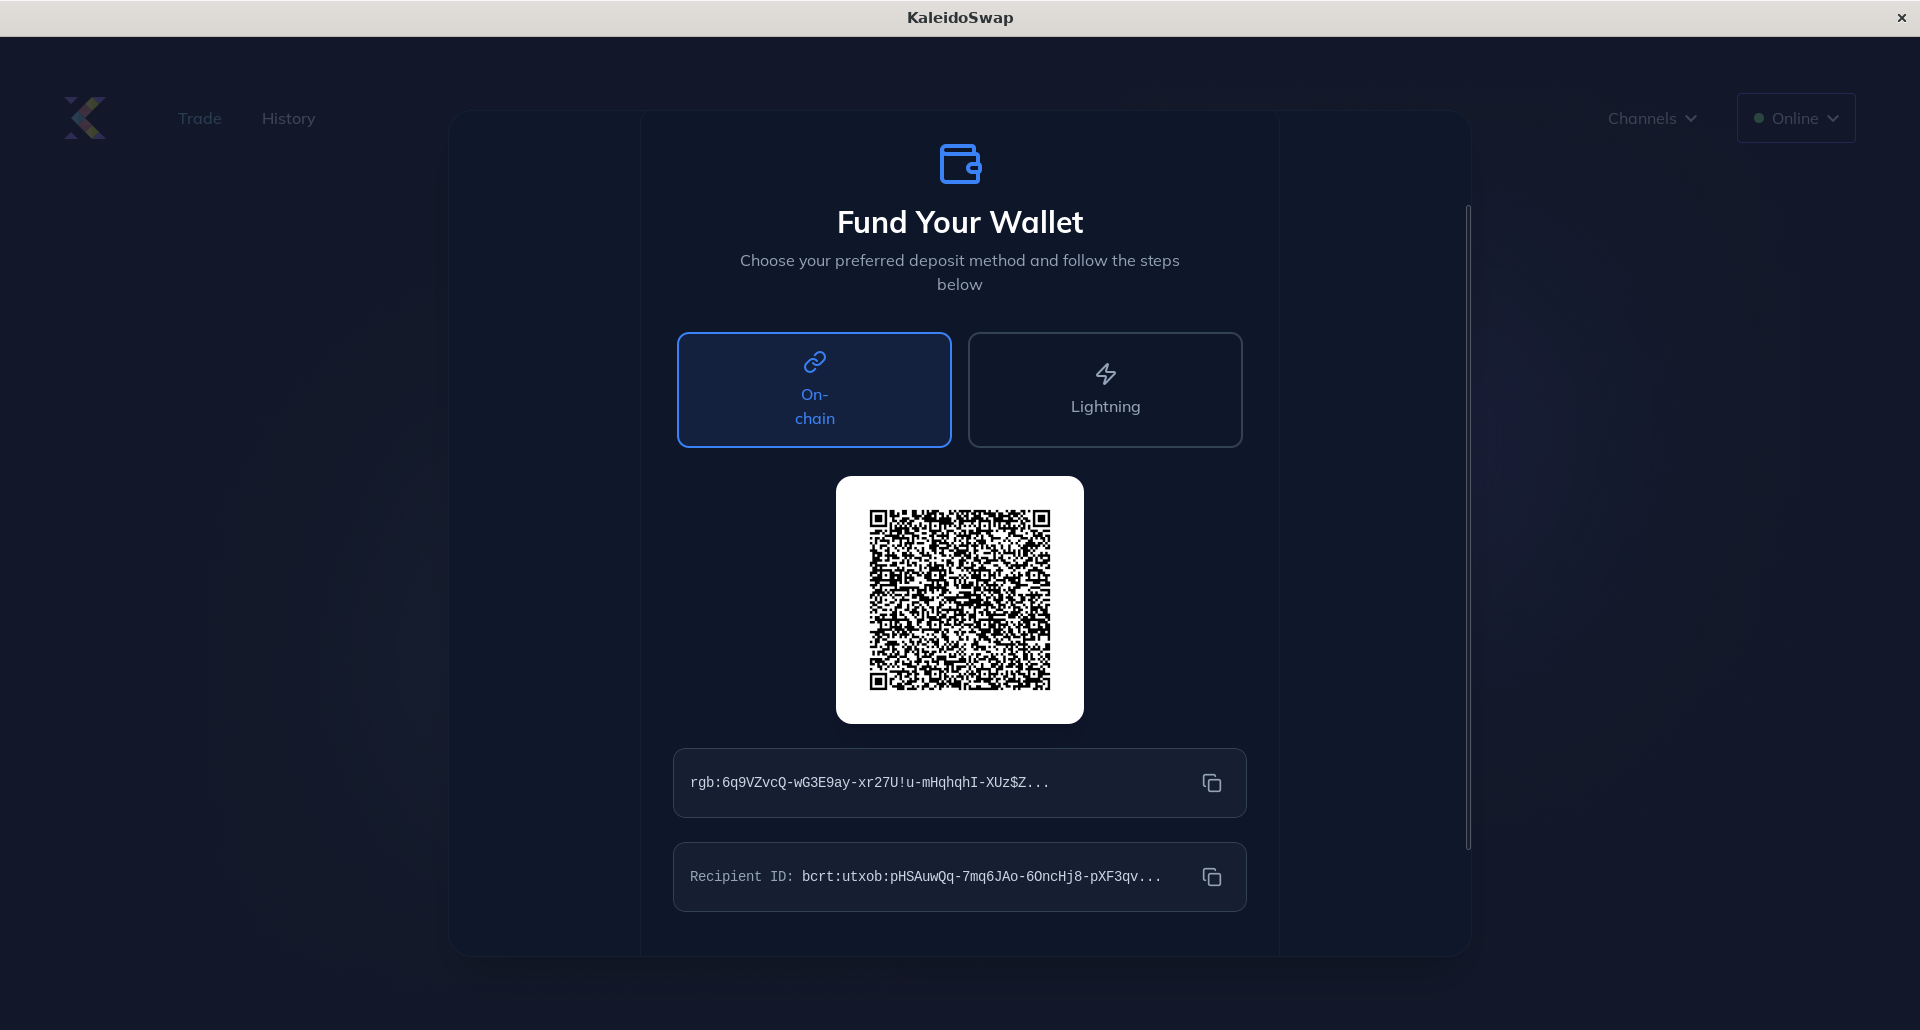 KaleidoSwap
Trade
History
Channels
Online
Fund Your Wallet
Choose your preferred deposit method and follow the steps
below
On-
chain
Lightning
rgb:6q9VZvcQ-wG3E9ay-xr27U!u-mHqhqhI-XUz$Z...
Recipient ID: bcrt:utxob:pHSAuwQq-7mq6JAo-6OncHj8-pXF3qv...